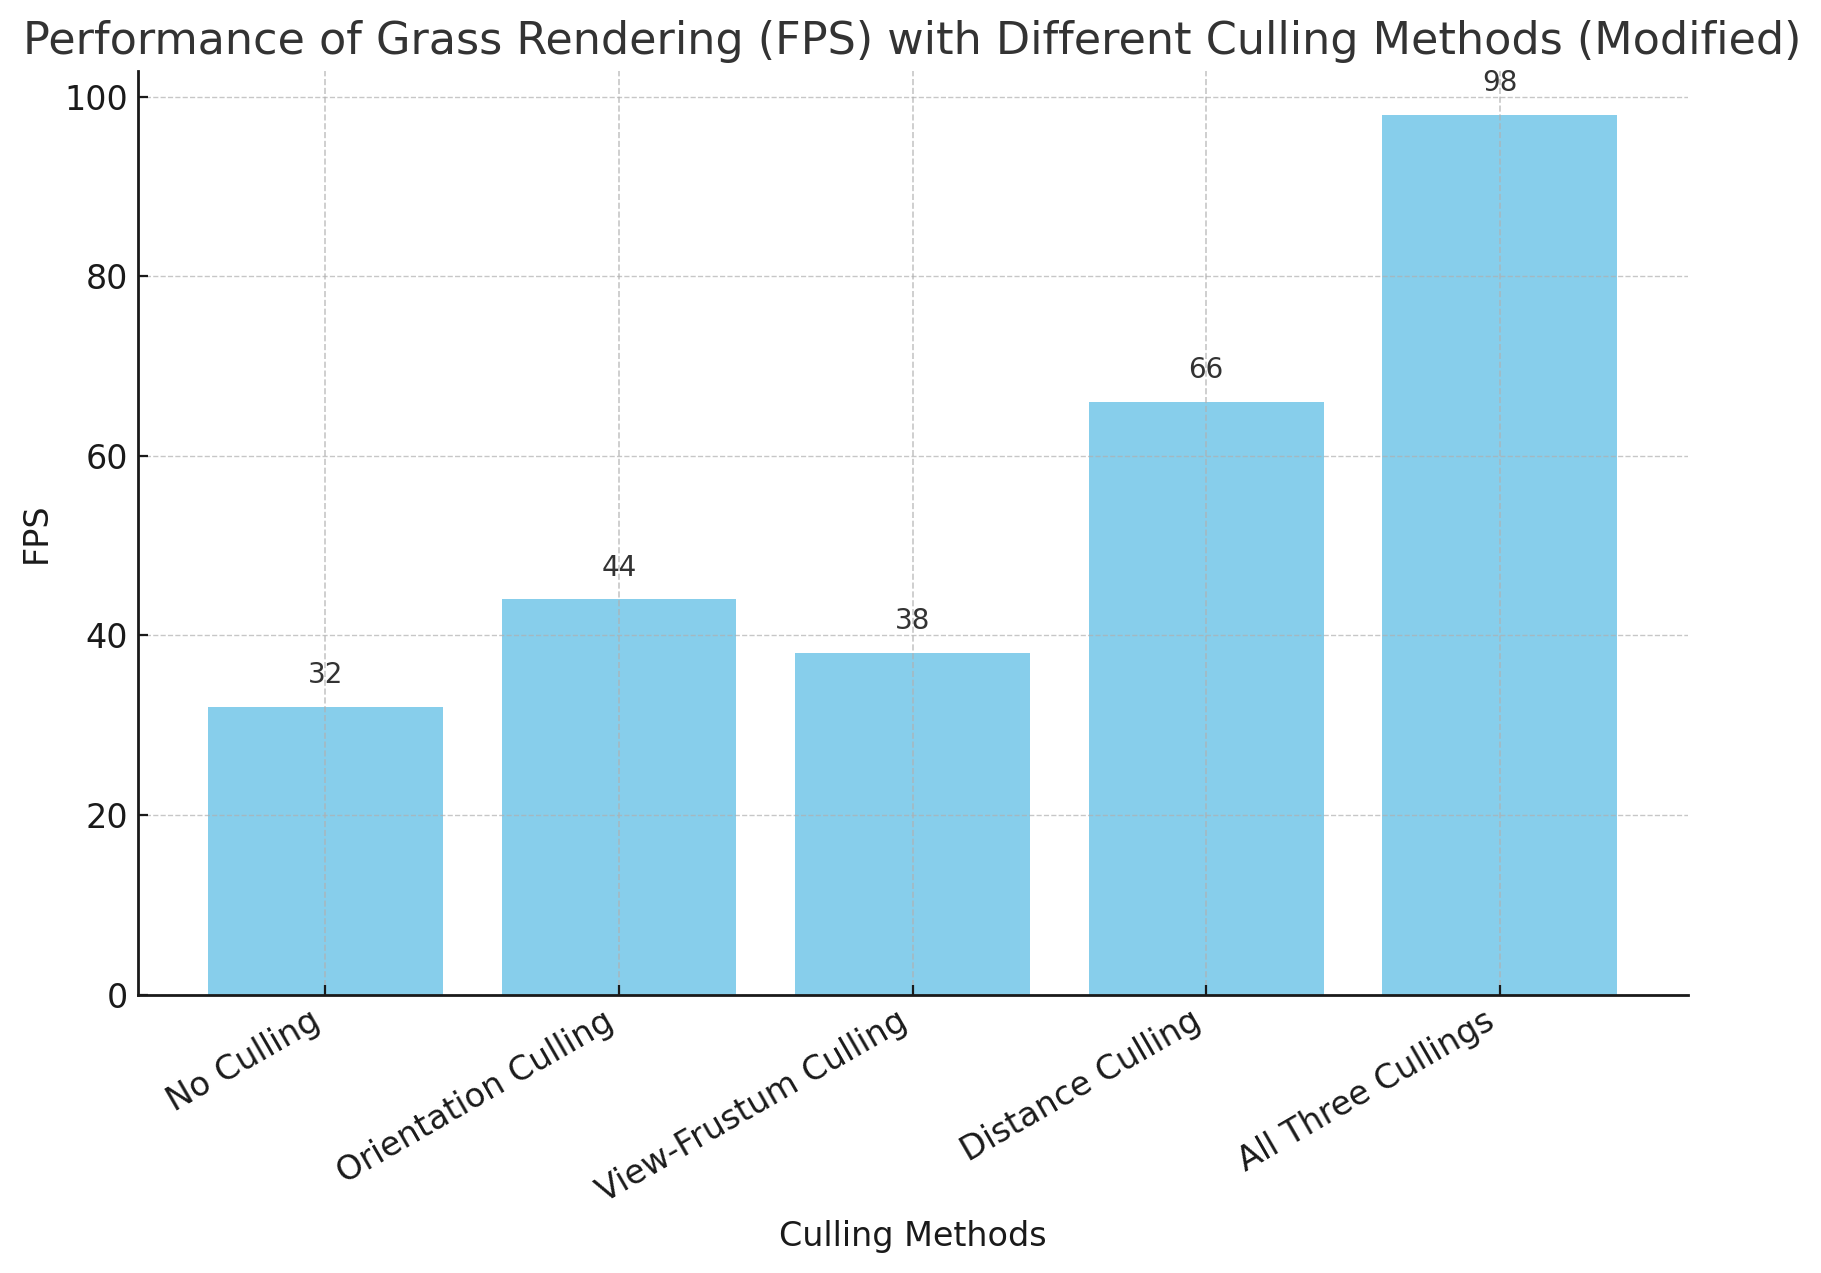 Performance of Grass Rendering (FPS) with Different Culling Methods (Modified)
98
100
80
66
60
FPS
44
38
40
32
20
0
No Culling
Orientation Culling
View-Frustum Culling
Distance Culling
All Three Cullings
Culling Methods